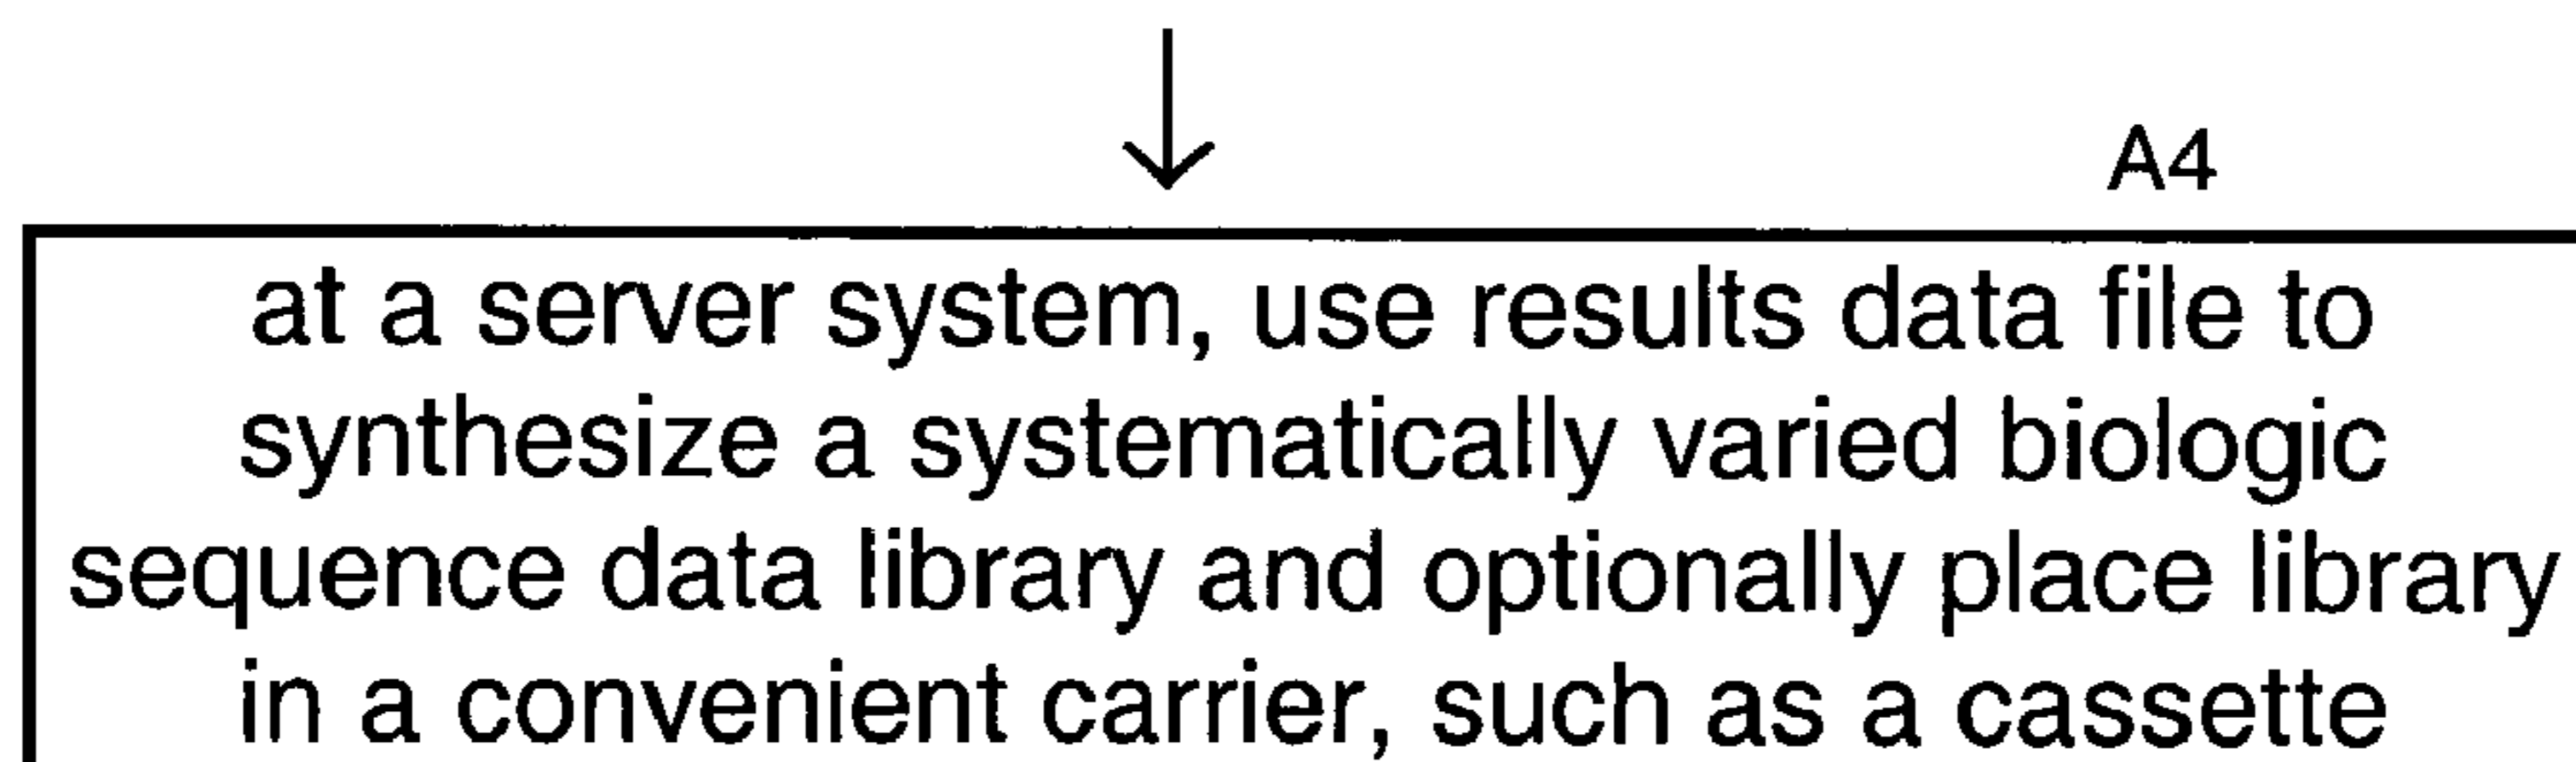 A4
at a server system, use results data file to
synthesize a systematically varied biologic
sequence data library and optionally place library
in a convenient carrier, such as a cassette